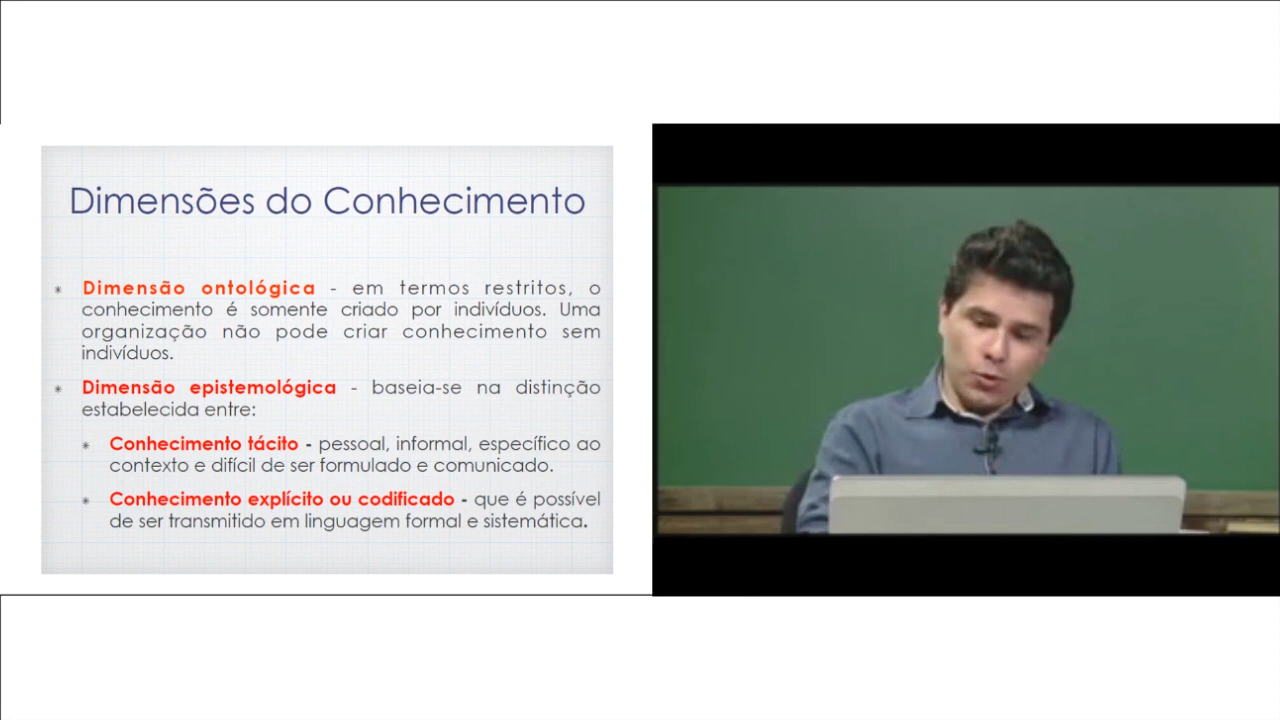 Dimensões do Conhecimento
* Dimensão ontológica - em termos restritos, o
conhecimento é somente criado por indivíduos. Uma
organização não pode criar conhecimento sem
indivíduos.
* Dimensão epistemológica - baseia-se na distinção
estabelecida entre:
* Conhecimento tácito - pessoal, informal, específico ao
contexto e difícil de ser formulado e comunicado.
* Conhecimento explícito ou codificado - que é possível
de ser transmitido em linguagem formal e sistemática.